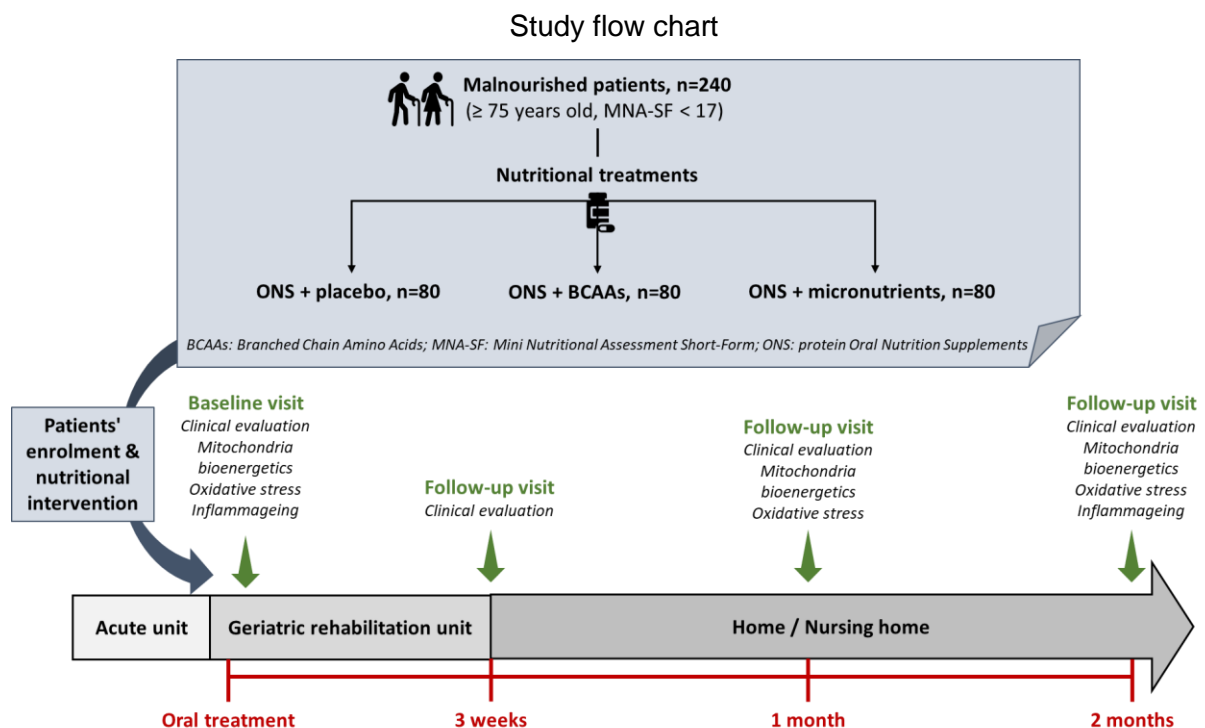 Study flow chart
Malnourished patients, n=240
(≥ 75 years old, MNA-SF < 17)
Nutritional treatments
ONS + placebo, n=80
ONS + BCAAs, n=80
ONS + micronutrients, n=80
BCAAs: Branched Chain Amino Acids; MNA-SF: Mini Nutritional Assessment Short-Form; ONS: protein Oral Nutrition Supplements
Patients'
enrolment &
nutritional
intervention
Baseline visit
Clinical evaluation
Mitochondria
bioenergetics
Oxidative stress
Inflammageing
Follow-up visit
Clinical evaluation
Follow-up visit
Clinical evaluation
Mitochondria
bioenergetics
Oxidative stress
Follow-up visit
Clinical evaluation
Mitochondria
bioenergetics
Oxidative stress
Inflammageing
Acute unit
Geriatric rehabilitation unit
Home / Nursing home
Oral treatment
3 weeks
1 month
2 months